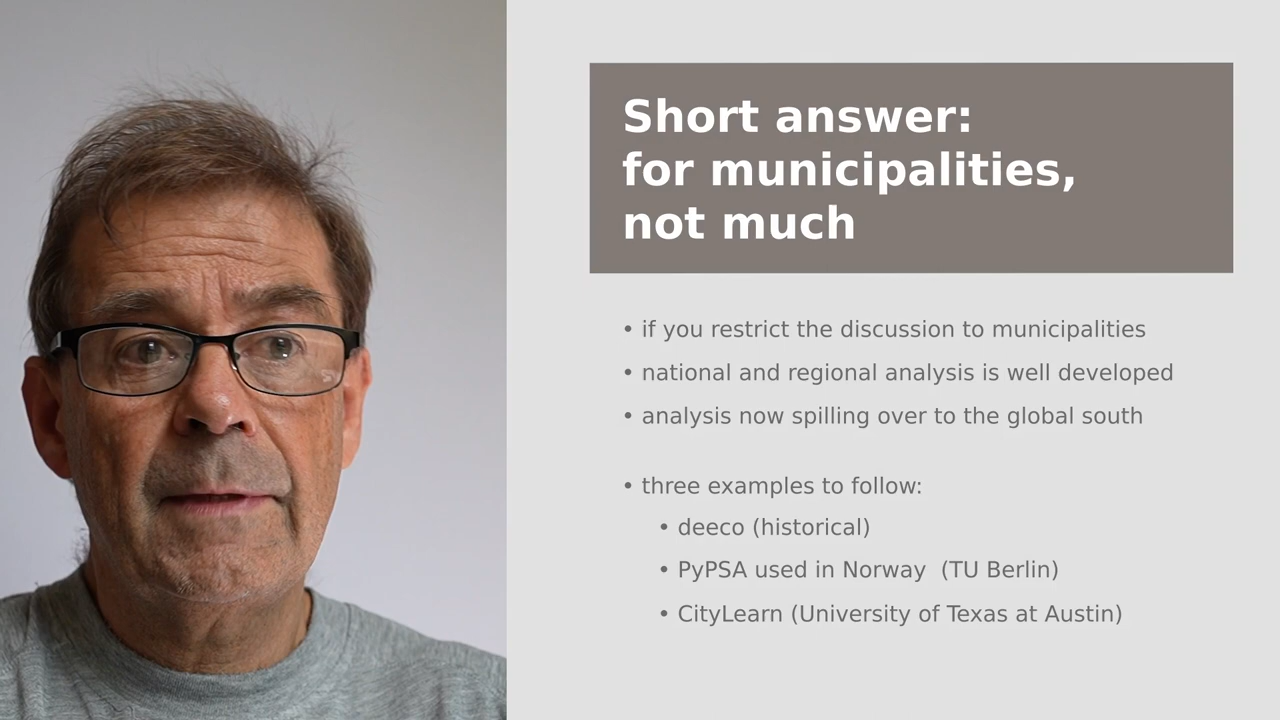 Short answer:
for municipalities,
not much
• if you restrict the discussion to municipalities
• national and regional analysis is well developed
• analysis now spilling over to the global south
• three examples to follow:
• deeco (historical)
• PyPSA used in Norway  (TU Berlin)
• CityLearn (University of Texas at Austin)